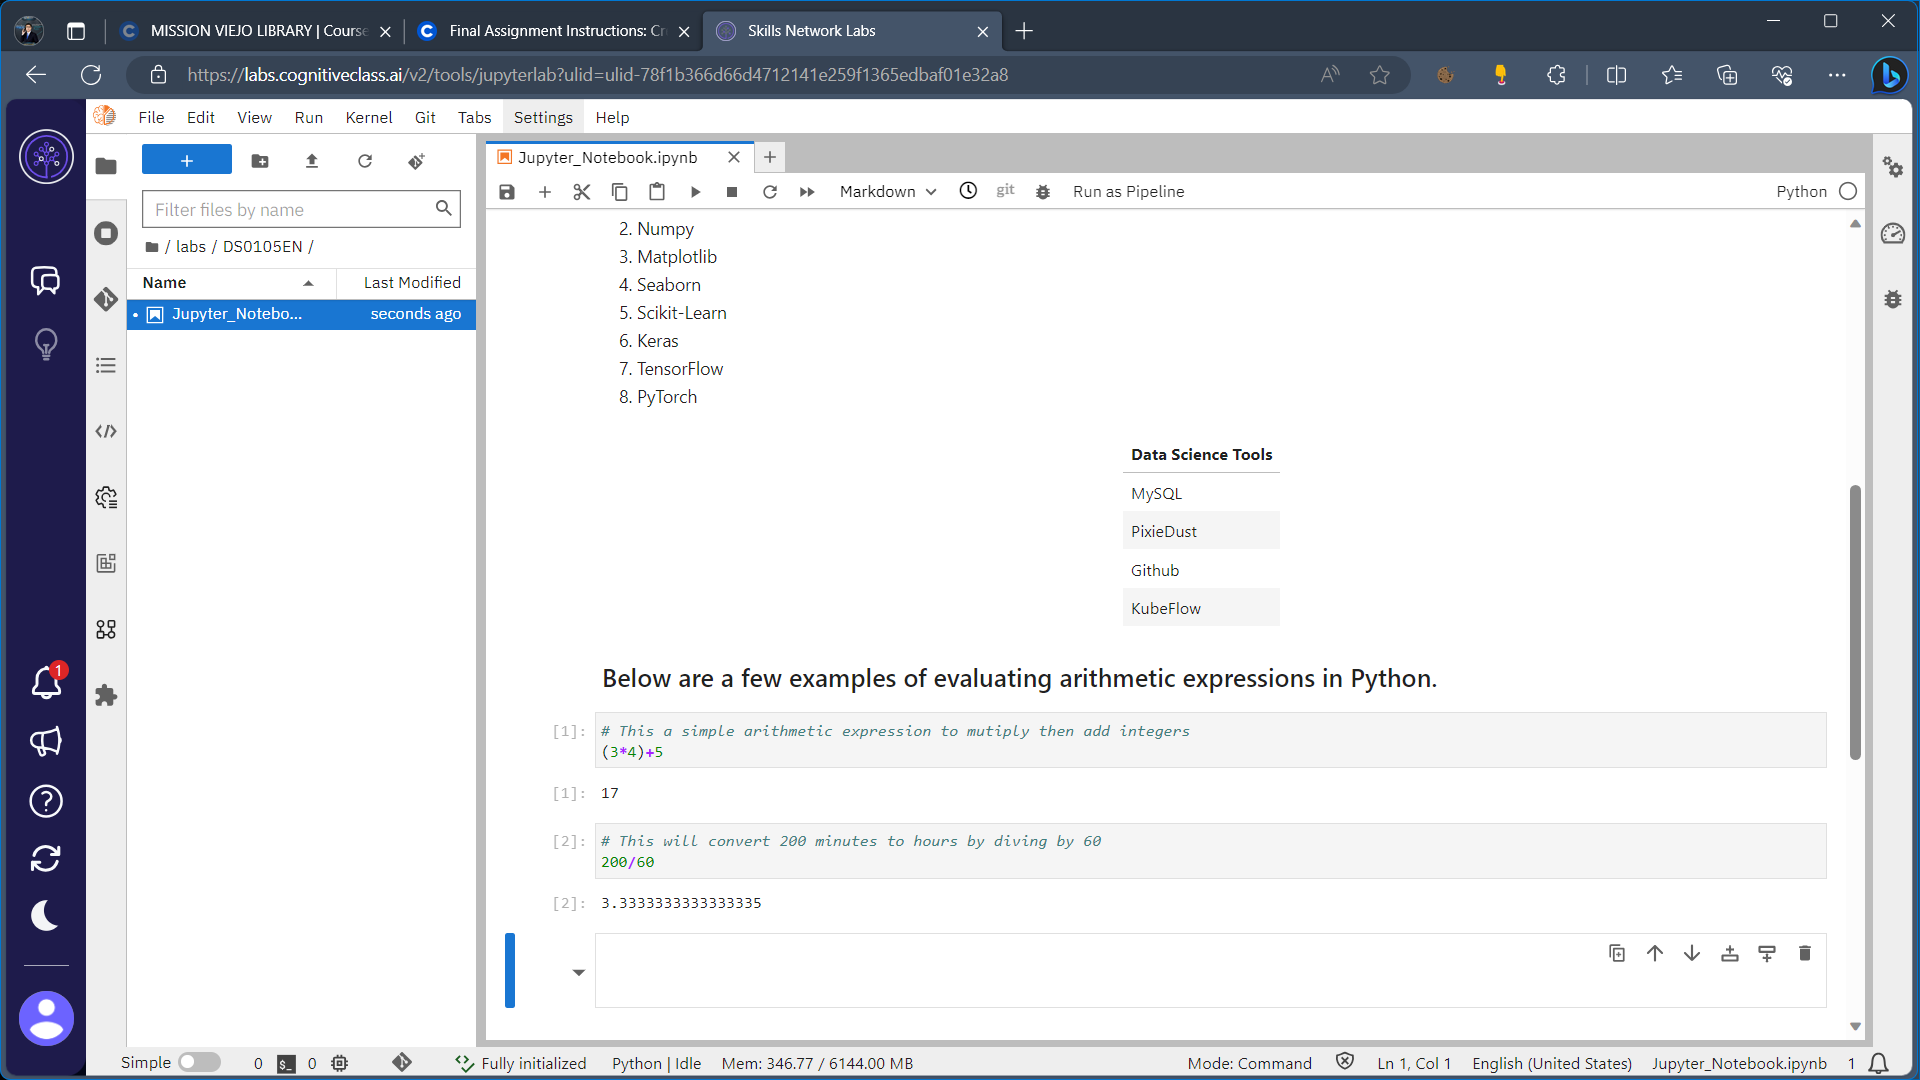 MISSION VIEJO LIBRARY | Course
Final Assignment Instructions: Cr
Skills Network Labs
https://labs.cognitiveclass.ai/v2/tools/jupyterlab?ulid=ulid-78f1b366d66d4712141e259f1365edbaf01e32a8
File Edit View Run Kernel Git Tabs Settings Help
Filter files by name
/ labs / DS0105EN /
Name Last Modified
Jupyter_Notebo... seconds ago
Jupyter_Notebook.ipynb
Markdown git Run as Pipeline Python
2. Numpy
3. Matplotlib
4. Seaborn
5. Scikit-Learn
6. Keras
7. TensorFlow
8. PyTorch
Data Science Tools
MySQL
PixieDust
Github
KubeFlow
Below are a few examples of evaluating arithmetic expressions in Python.
[1]: # This a simple arithmetic expression to mutiply then add integers
(3*4)+5
[1]: 17
[2]: # This will convert 200 minutes to hours by diving by 60
200/60
[2]: 3.3333333333333335
1
Simple 0 $_ 0 Fully initialized Python | Idle Mem: 346.77 / 6144.00 MB Mode: Command Ln 1, Col 1 English (United States) Jupyter_Notebook.ipynb 1